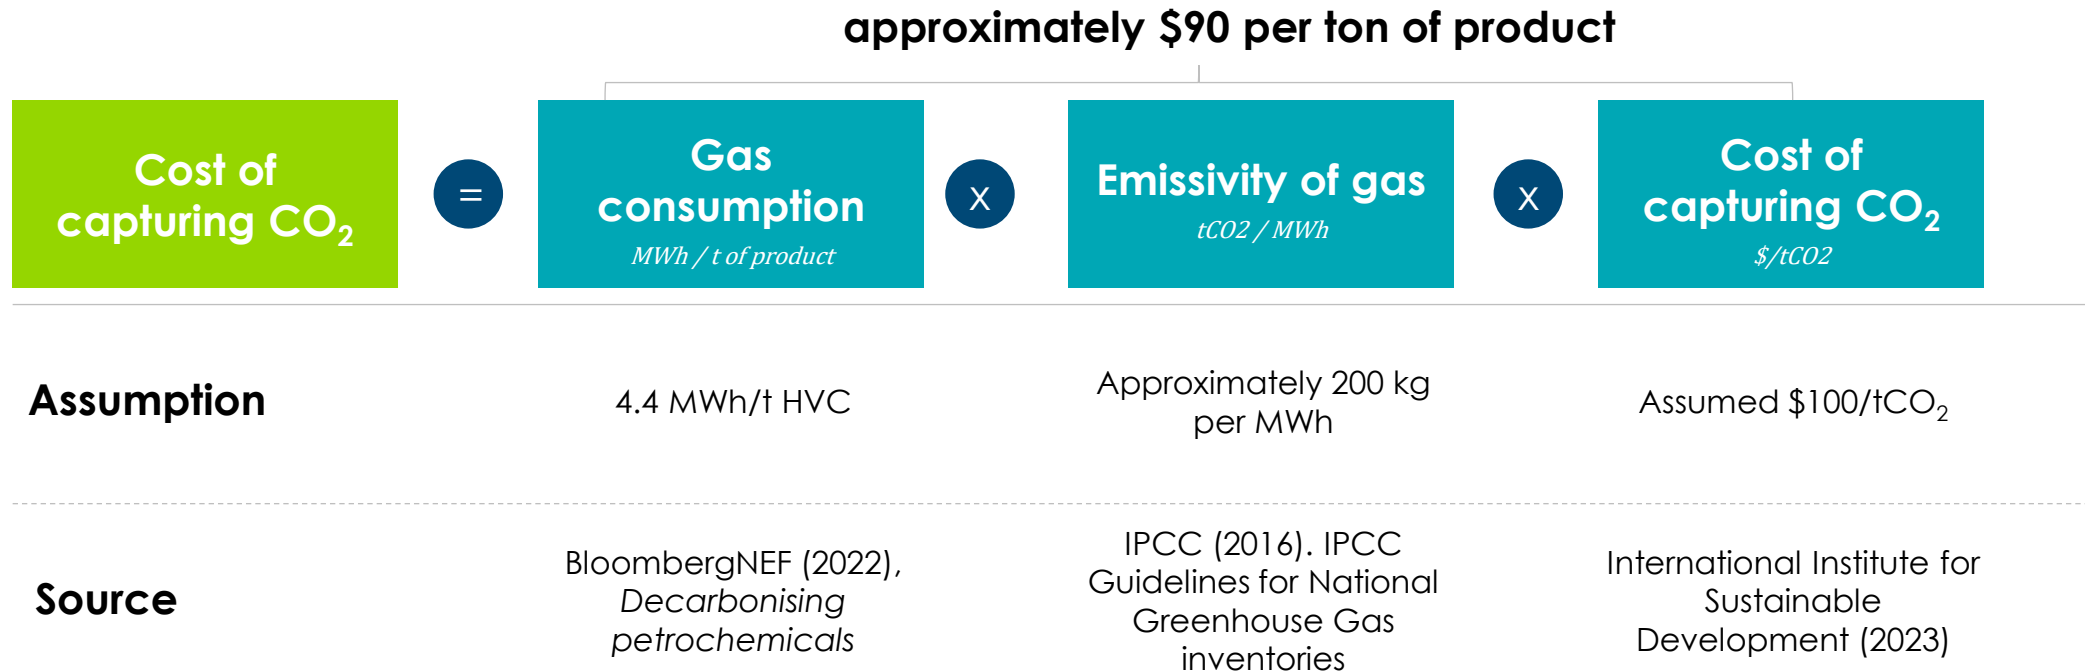 approximately $90 per ton of product
Cost of
capturing CO₂
=
Gas
consumption
MWh / t of product
X
Emissivity of gas
tCO2 / MWh
X
Cost of
capturing CO₂
$/tCO2
Assumption
4.4 MWh/t HVC
Approximately 200 kg
per MWh
Assumed $100/tCO₂
Source
BloombergNEF (2022),
Decarbonising
petrochemicals
IPCC (2016). IPCC
Guidelines for National
Greenhouse Gas
inventories
International Institute for
Sustainable
Development (2023)